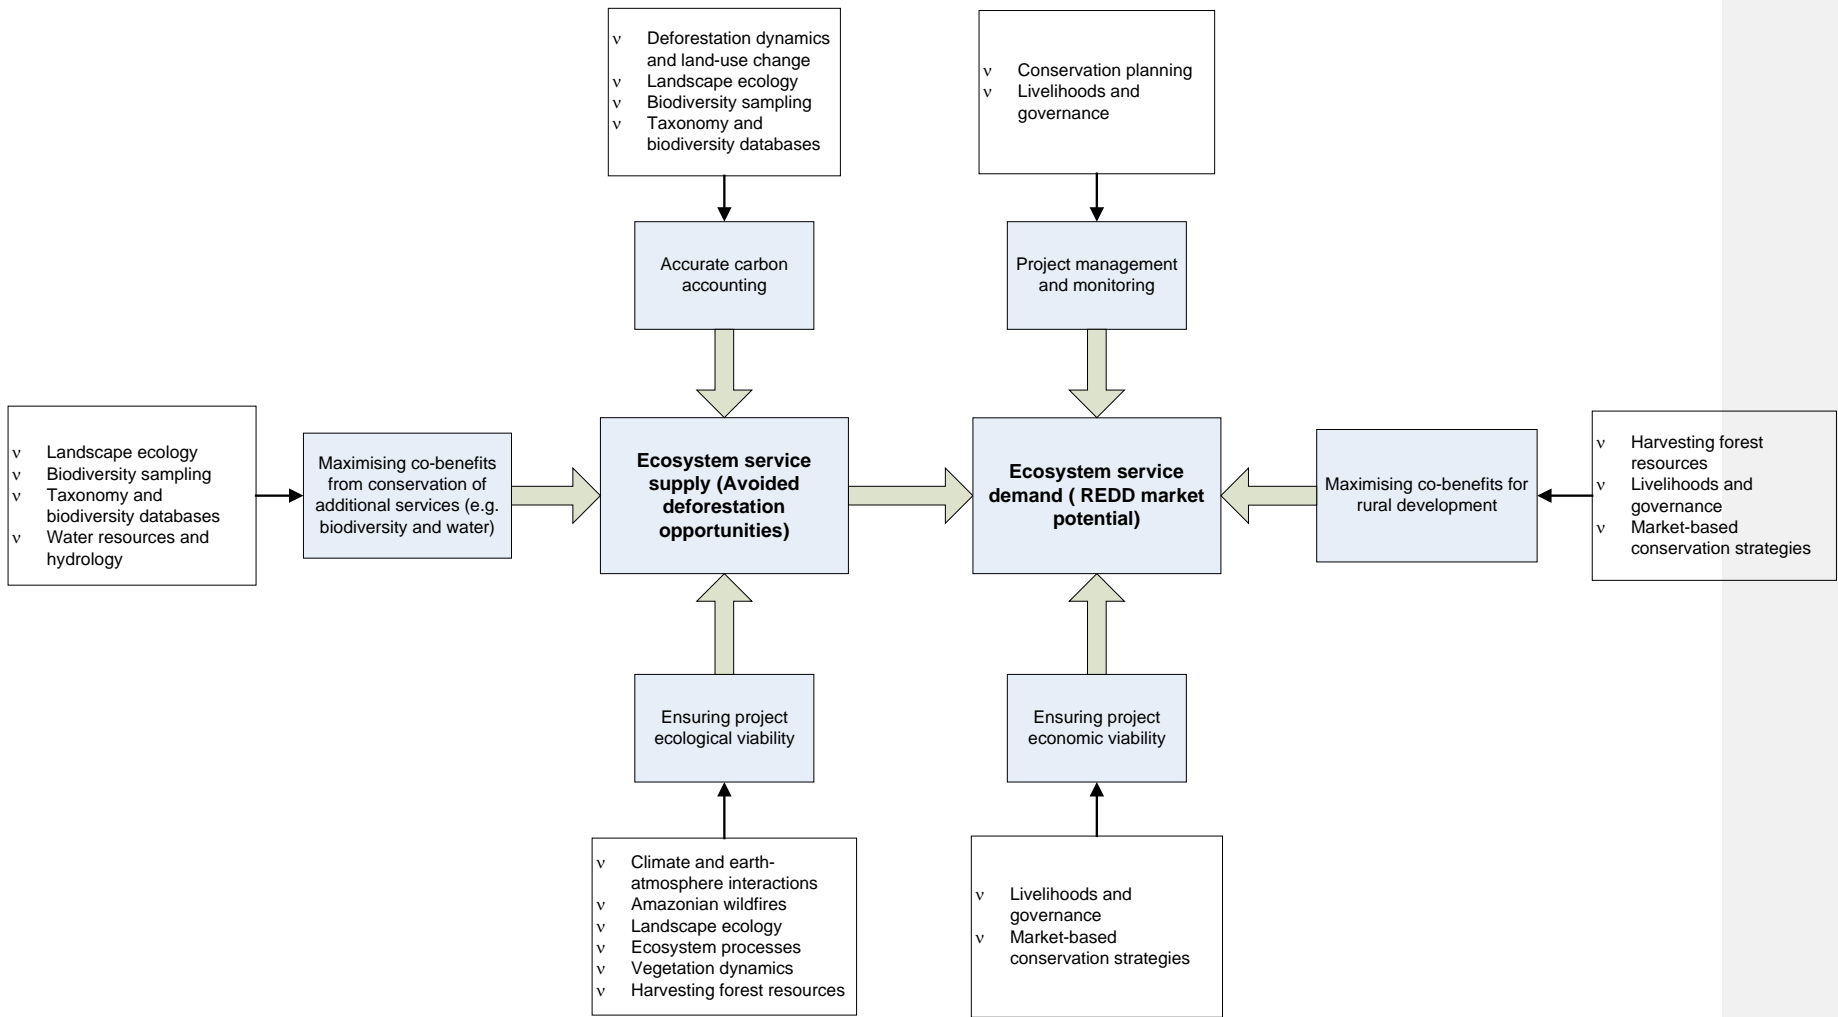 ν Deforestation dynamics
and land-use change
ν Landscape ecology
ν Biodiversity sampling
ν Taxonomy and
biodiversity databases
ν Conservation planning
ν Livelihoods and
governance
Accurate carbon
accounting
Project management
and monitoring
ν Landscape ecology
ν Biodiversity sampling
ν Taxonomy and
biodiversity databases
ν Water resources and
hydrology
Maximising co-benefits
from conservation of
additional services (e.g.
biodiversity and water)
Ecosystem service
supply (Avoided
deforestation
opportunities)
Ecosystem service
demand ( REDD market
potential)
Maximising co-benefits for
rural development
ν Harvesting forest
resources
ν Livelihoods and
governance
ν Market-based
conservation strategies
Ensuring project
ecological viability
Ensuring project
economic viability
ν Climate and earth-
atmosphere interactions
ν Amazonian wildfires
ν Landscape ecology
ν Ecosystem processes
ν Vegetation dynamics
ν Harvesting forest resources
ν Livelihoods and
governance
ν Market-based
conservation strategies